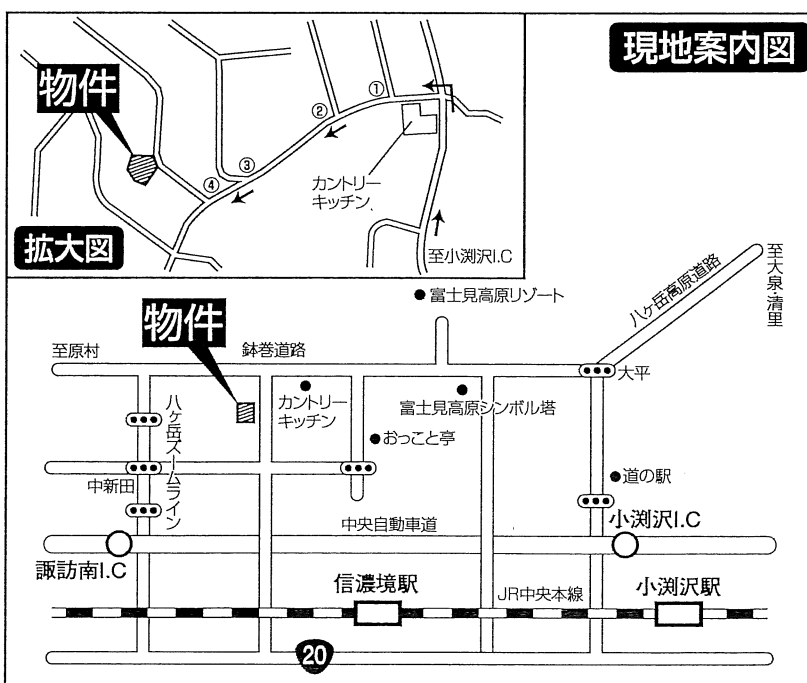 現地案内図
物件
①
②
③
④
カントリー
キッチン
至小渕沢I.C
拡大図
至大泉・清里
八ヶ岳高原道路
富士見高原リゾート
物件
至原村
鉢巻道路
大平
カントリー
キッチン
富士見高原シンボル塔
八ヶ岳ズームライン
おっこと亭
中新田
道の駅
中央自動車道
小渕沢I.C
諏訪南I.C
信濃境駅
JR中央本線
小渕沢駅
20